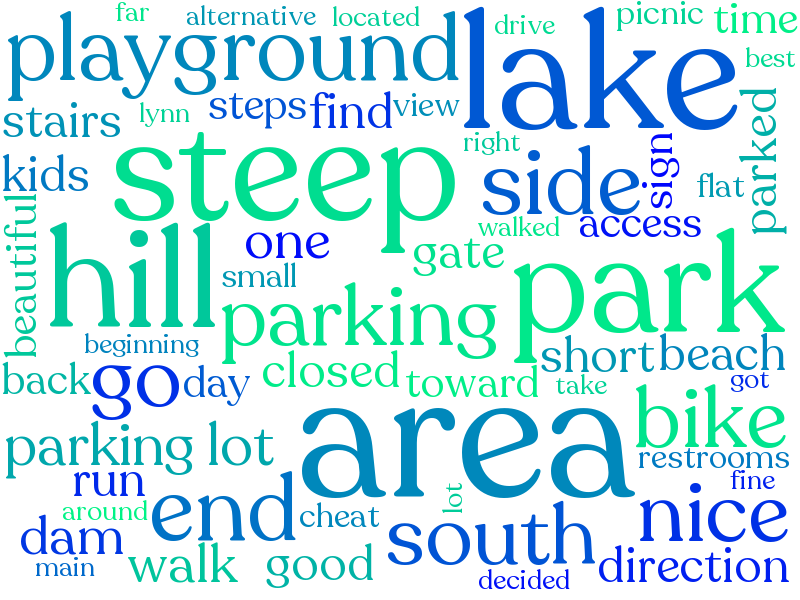 far
alternative
located
drive
picnic
time
playground
lake
best
stairs
lynn
steps
find
view
right
sign
parked
kids
steep
side
flat
beautiful
hill
one
gate
walked
access
small
parking
park
beginning
short
beach
back
go
day
closed
toward
take
got
area
bike
parking lot
restrooms
run
end
lot
fine
around
cheat
nice
dam
south
main
walk
good
decided
direction